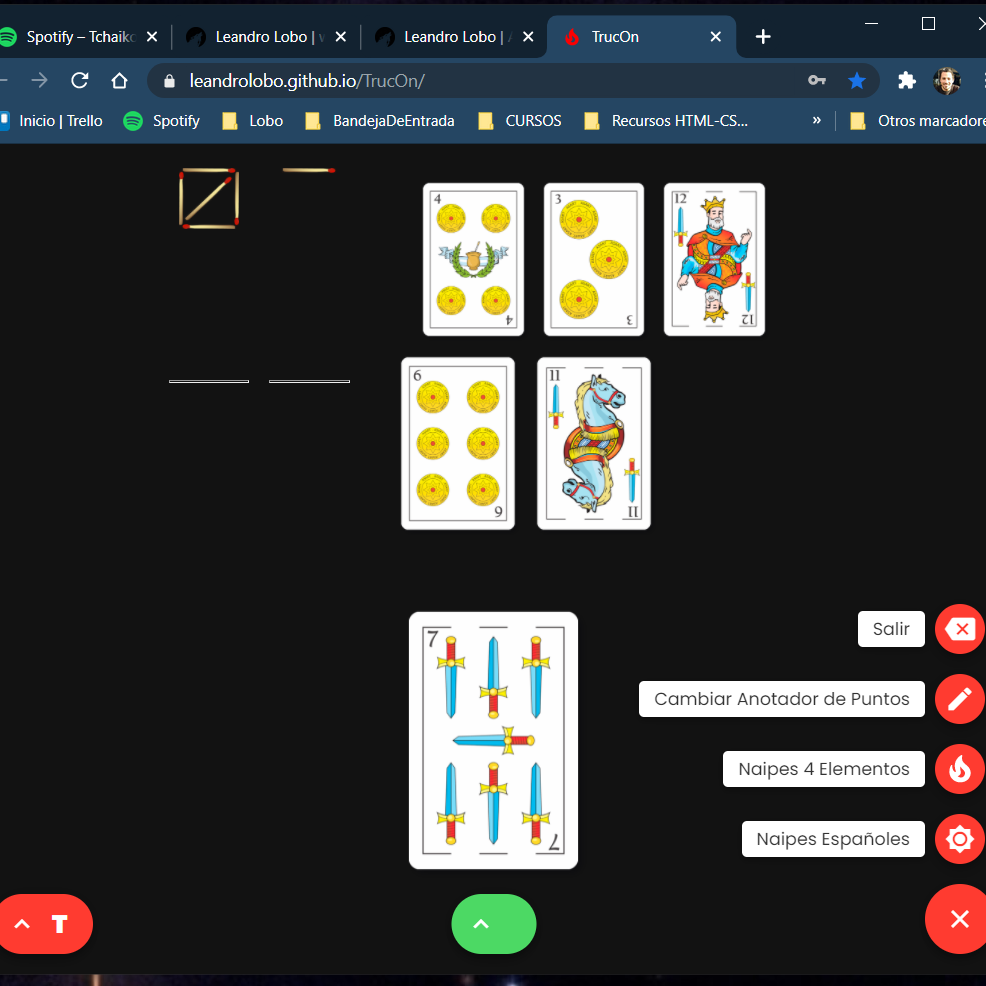 Spotify – Tchaiko
Leandro Lobo | v
Leandro Lobo | A
TrucOn
leandrolobo.github.io/TrucOn/
Inicio | Trello
Spotify
Lobo
BandejaDeEntrada
CURSOS
Recursos HTML-CS...
»
Otros marcadore
4
4
3
3
12
12
6
6
11
11
7
7
Salir
Cambiar Anotador de Puntos
Naipes 4 Elementos
Naipes Españoles
T